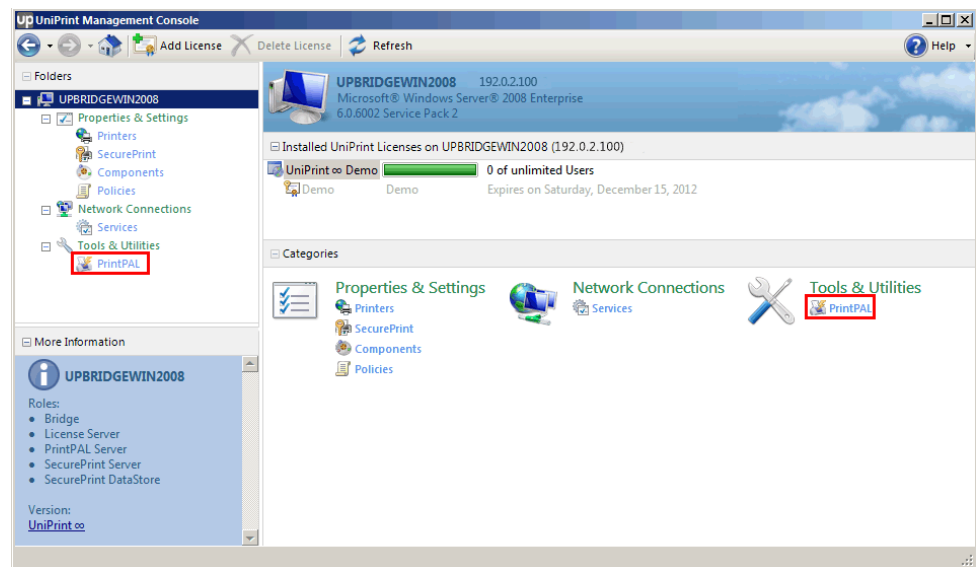 UniPrint Management Console
Add License Delete License Refresh Help
Folders
UPBRIDGEWIN2008
Properties & Settings
Printers
SecurePrint
Components
Policies
Network Connections
Services
Tools & Utilities
PrintPAL
More Information
UPBRIDGEWIN2008
Roles:
• Bridge
• License Server
• PrintPAL Server
• SecurePrint Server
• SecurePrint DataStore
Version:
UniPrint ∞
UPBRIDGEWIN2008 192.0.2.100
Microsoft® Windows Server® 2008 Enterprise
6.0.6002 Service Pack 2
Installed UniPrint Licenses on UPBRIDGEWIN2008 (192.0.2.100)
UniPrint ∞ Demo 0 of unlimited Users
Demo Demo Expires on Saturday, December 15, 2012
Categories
Properties & Settings
Printers
SecurePrint
Components
Policies
Network Connections
Services
Tools & Utilities
PrintPAL